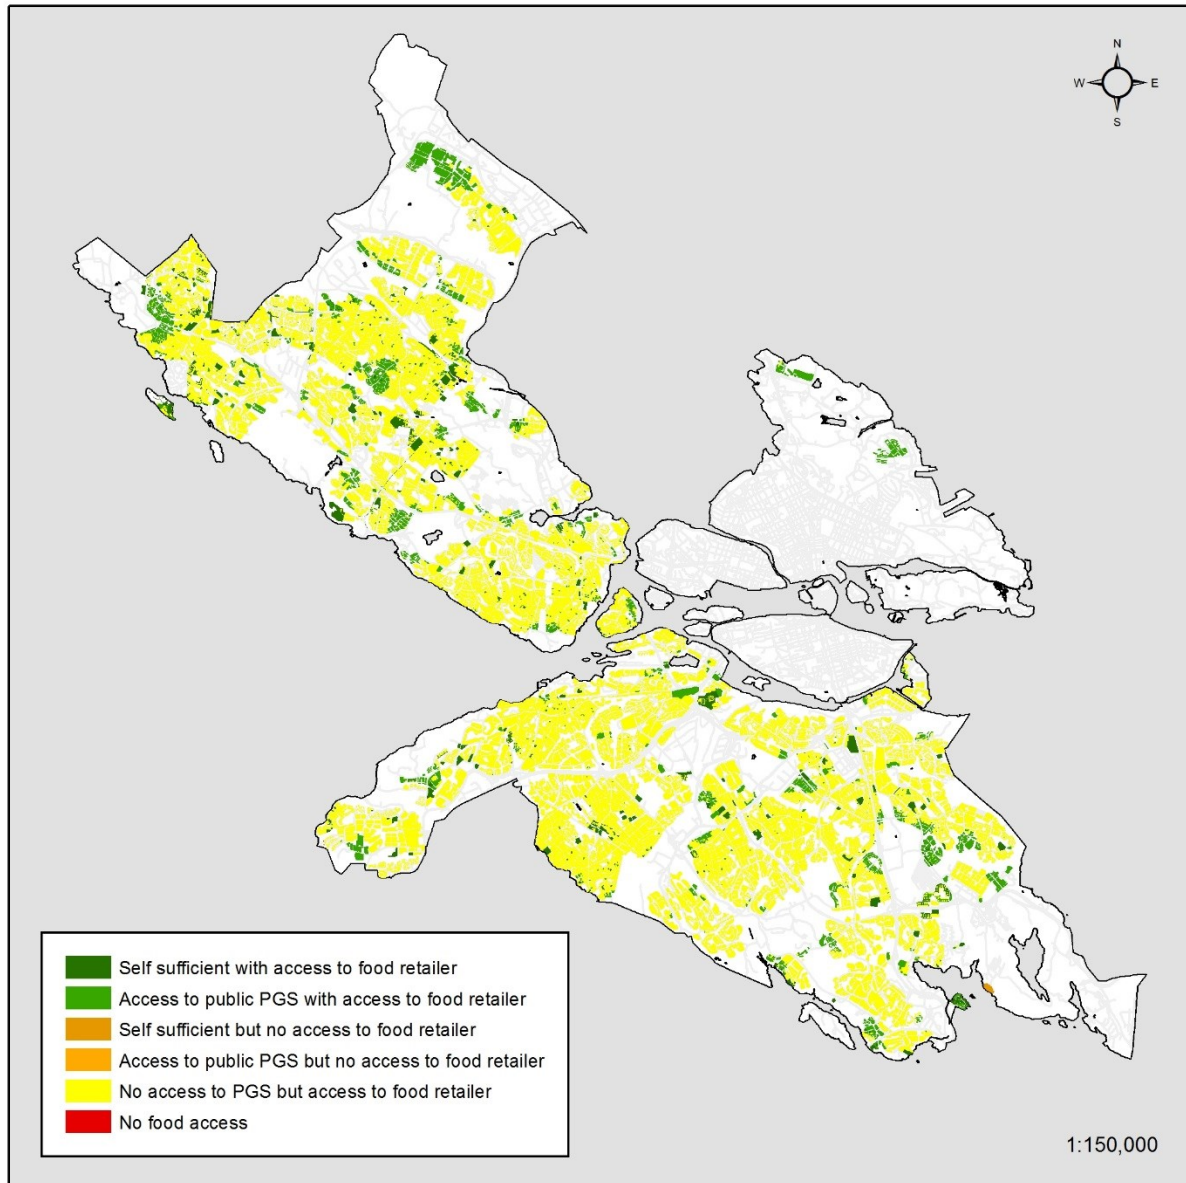 N
W E
S
Self sufficient with access to food retailer
Access to public PGS with access to food retailer
Self sufficient but no access to food retailer
Access to public PGS but no access to food retailer
No access to PGS but access to food retailer
No food access
1:150,000